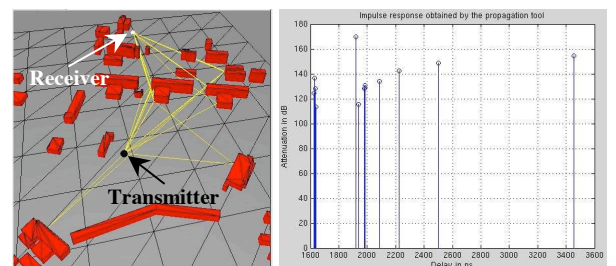 Receiver
Transmitter
Impulse response obtained by the propagation tool
Attenuation in dB
180
160
140
120
100
80
60
40
20
0
1600 1800 2000 2200 2400 2600 2800 3000 3200 3400 3600
Delay in ns